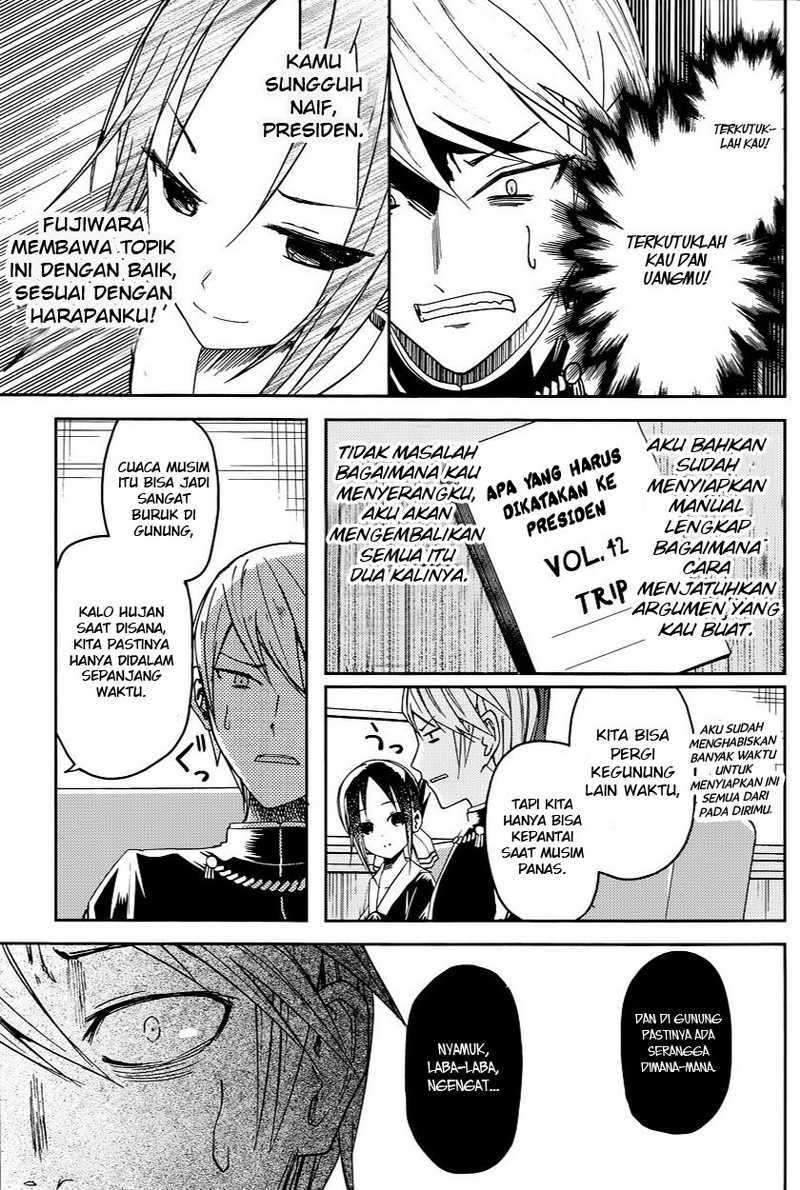 TERKUTUK-
LAH KAU!
TERKUTUKLAH
KAU DAN
UANGMU!
KAMU
SUNGGUH
NAIF,
PRESIDEN.
FUJIWARA
MEMBAWA TOPIK
INI DENGAN BAIK,
SESUAI DENGAN
HARAPANKU!
AKU BAHKAN
SUDAH
MENYIAPKAN
MANUAL
LENGKAP
BAGAIMANA
CARA
MENJATUHKAN
ARGUMEN YANG
KAU BUAT.
APA YANG HARUS
DIKATAKAN KE
PRESIDEN
VOL. 42
TRIP
TIDAK MASALAH
BAGAIMANA KAU
MENYERANGKU,
AKU AKAN
MENGEMBALIKAN
SEMUA ITU
DUA KALINYA.
AKU SUDAH
MENGHABISKAN
BANYAK WAKTU
UNTUK
MENYIAPKAN INI
SEMUA DARI
PADA DIRIMU.
KITA BISA
PERGI
KEGUNUNG
LAIN WAKTU,
TAPI KITA
HANYA BISA
KEPANTAI
SAAT MUSIM
PANAS.
ぐっ
CUACA MUSIM
ITU BISA JADI
SANGAT
BURUK DI
GUNUNG,
KALO HUJAN
SAAT DISANA,
KITA PASTINYA
HANYA DIDALAM
SEPANJANG
WAKTU.
ぐっ
DAN DI GUNUNG
PASTINYA ADA
SERANGGA
DIMANA-MANA.
NYAMUK,
LABA-LABA,
NGENGAT...